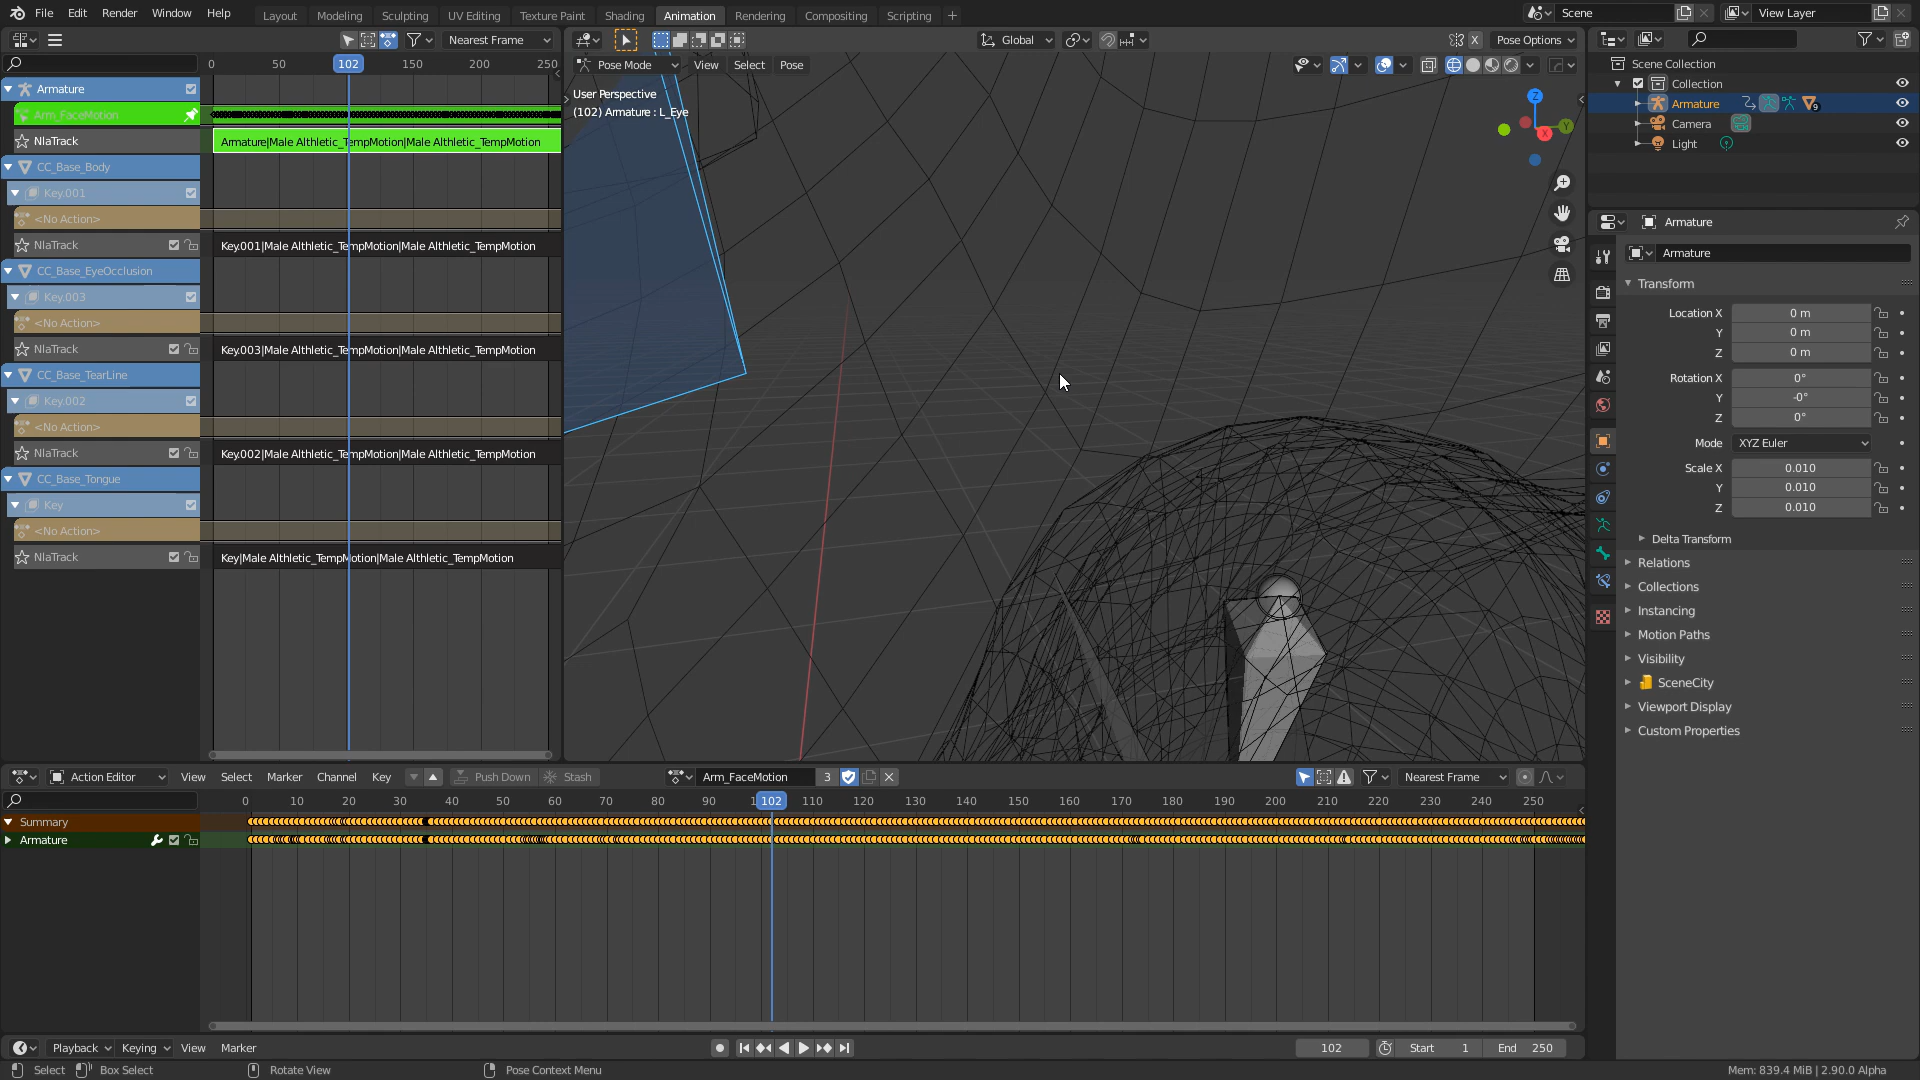 File Edit Render Window Help Layout Modeling Sculpting UV Editing Texture Paint Shading Animation Rendering Compositing Scripting Scene View Layer
Nearest Frame Global X Pose Options
0 50 102 150 200 250
Pose Mode View Select Pose
User Perspective
(102) Armature : L_Eye
Z
Y
X
Armature
Arm_FaceMotion
NlaTrack Armature|Male Althletic_TempMotion|Male Althletic_TempMotion
CC_Base_Body
Key.001
<No Action>
NlaTrack Key.001|Male Althletic_TempMotion|Male Althletic_TempMotion
CC_Base_EyeOcclusion
Key.003
<No Action>
NlaTrack Key.003|Male Althletic_TempMotion|Male Althletic_TempMotion
CC_Base_TearLine
Key.002
<No Action>
NlaTrack Key.002|Male Althletic_TempMotion|Male Althletic_TempMotion
CC_Base_Tongue
Key
<No Action>
NlaTrack Key|Male Althletic_TempMotion|Male Althletic_TempMotion
Scene Collection
Collection
Armature 9
Camera
Light
Armature
Armature
Transform
Location X 0 m
Y 0 m
Z 0 m
Rotation X 0°
Y -0°
Z 0°
Mode XYZ Euler
Scale X 0.010
Y 0.010
Z 0.010
Delta Transform
Relations
Collections
Instancing
Motion Paths
Visibility
SceneCity
Viewport Display
Custom Properties
Action Editor View Select Marker Channel Key Push Down Stash Arm_FaceMotion 3 Nearest Frame
0 10 20 30 40 50 60 70 80 90 102 110 120 130 140 150 160 170 180 190 200 210 220 230 240 250
Summary
Armature
Playback Keying View Marker 102 Start 1 End 250
Select Box Select Rotate View Pose Context Menu Mem: 839.4 MiB | 2.90.0 Alpha